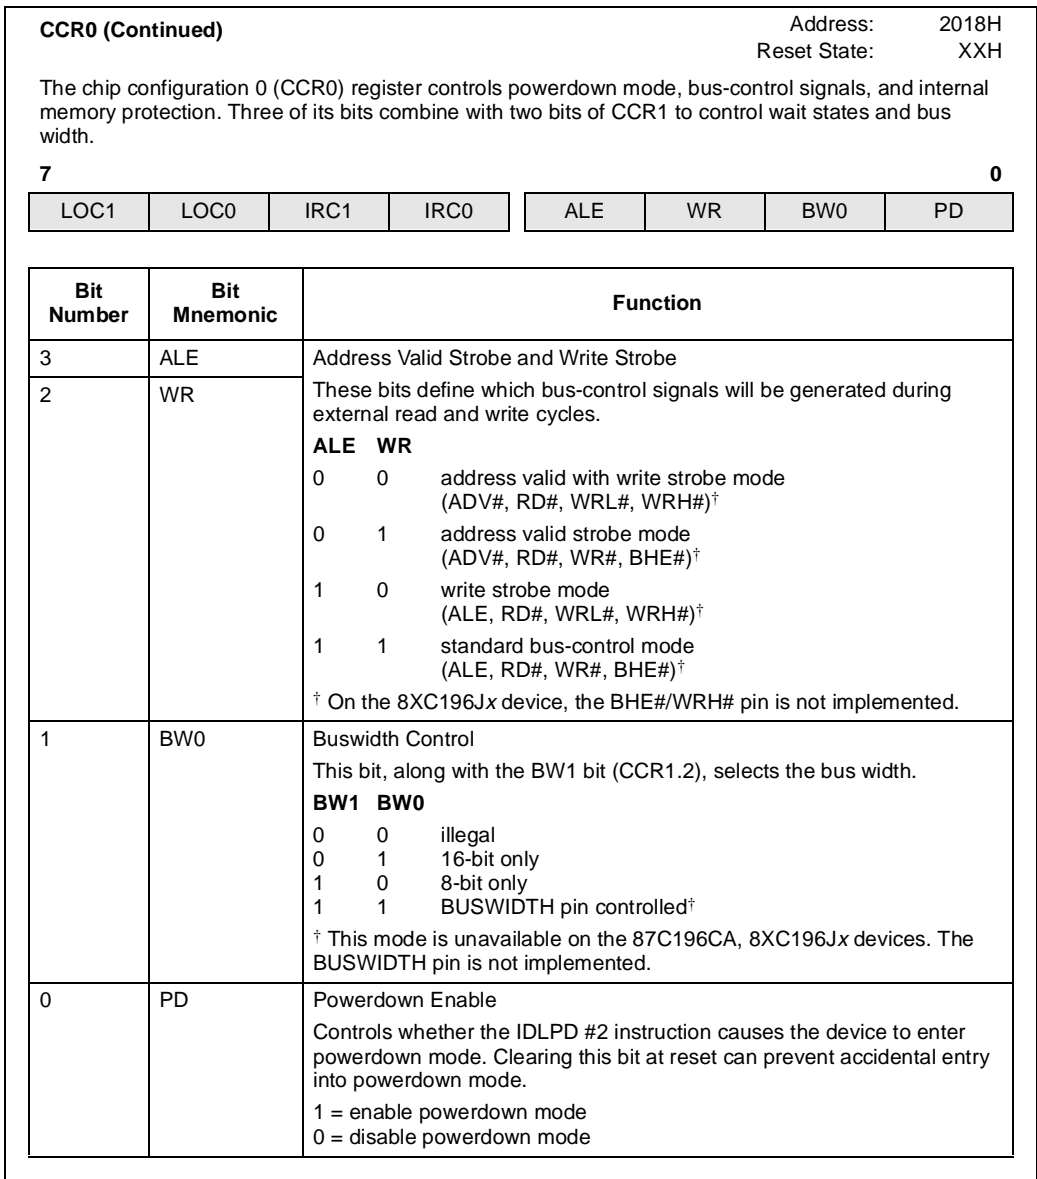 CCR0 (Continued)
Address: 2018H
Reset State: XXH
The chip configuration 0 (CCR0) register controls powerdown mode, bus-control signals, and internal
memory protection. Three of its bits combine with two bits of CCR1 to control wait states and bus
width.
7 0
LOC1 LOC0 IRC1 IRC0 ALE WR BW0 PD
Bit Number Bit Mnemonic Function
3 ALE Address Valid Strobe and Write Strobe
2 WR These bits define which bus-control signals will be generated during
external read and write cycles.
ALE WR
0 0 address valid with write strobe mode
(ADV#, RD#, WRL#, WRH#)†
0 1 address valid strobe mode
(ADV#, RD#, WR#, BHE#)†
1 0 write strobe mode
(ALE, RD#, WRL#, WRH#)†
1 1 standard bus-control mode
(ALE, RD#, WR#, BHE#)†
† On the 8XC196Jx device, the BHE#/WRH# pin is not implemented.
1 BW0 Buswidth Control
This bit, along with the BW1 bit (CCR1.2), selects the bus width.
BW1 BW0
0 0 illegal
0 1 16-bit only
1 0 8-bit only
1 1 BUSWIDTH pin controlled†
† This mode is unavailable on the 87C196CA, 8XC196Jx devices. The
BUSWIDTH pin is not implemented.
0 PD Powerdown Enable
Controls whether the IDLPD #2 instruction causes the device to enter
powerdown mode. Clearing this bit at reset can prevent accidental entry
into powerdown mode.
1 = enable powerdown mode
0 = disable powerdown mode